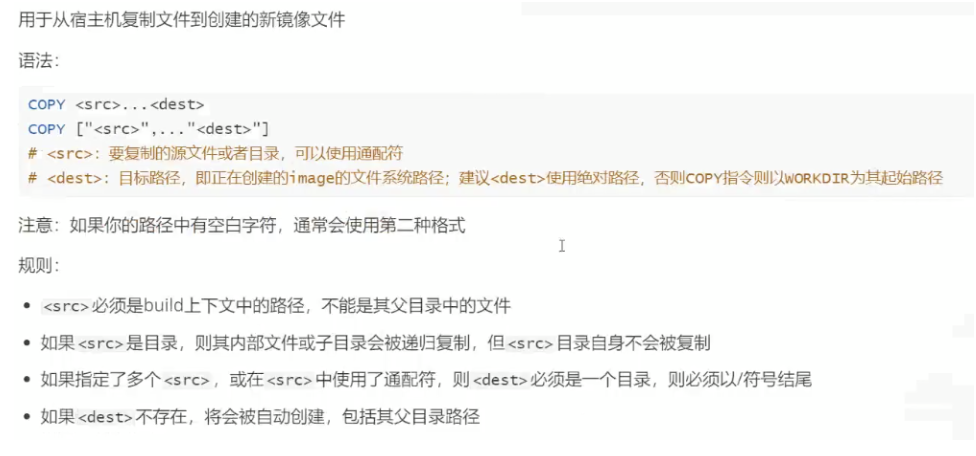 用于从宿主机复制文件到创建的新镜像文件
语法：
COPY <src>...<dest>
COPY ["<src>",..."<dest>"]
# <src>：要复制的源文件或者目录，可以使用通配符
# <dest>：目标路径，即正在创建的image的文件系统路径；建议<dest>使用绝对路径，否则COPY指令则以WORKDIR为其起始路径
注意：如果你的路径中有空白字符，通常会使用第二种格式
规则：
• <src>必须是build上下文中的路径，不能是其父目录中的文件
• 如果<src>是目录，则其内部文件或子目录会被递归复制，但<src>目录自身不会被复制
• 如果指定了多个<src>，或在<src>中使用了通配符，则<dest>必须是一个目录，则必须以/符号结尾
• 如果<dest>不存在，将会被自动创建，包括其父目录路径